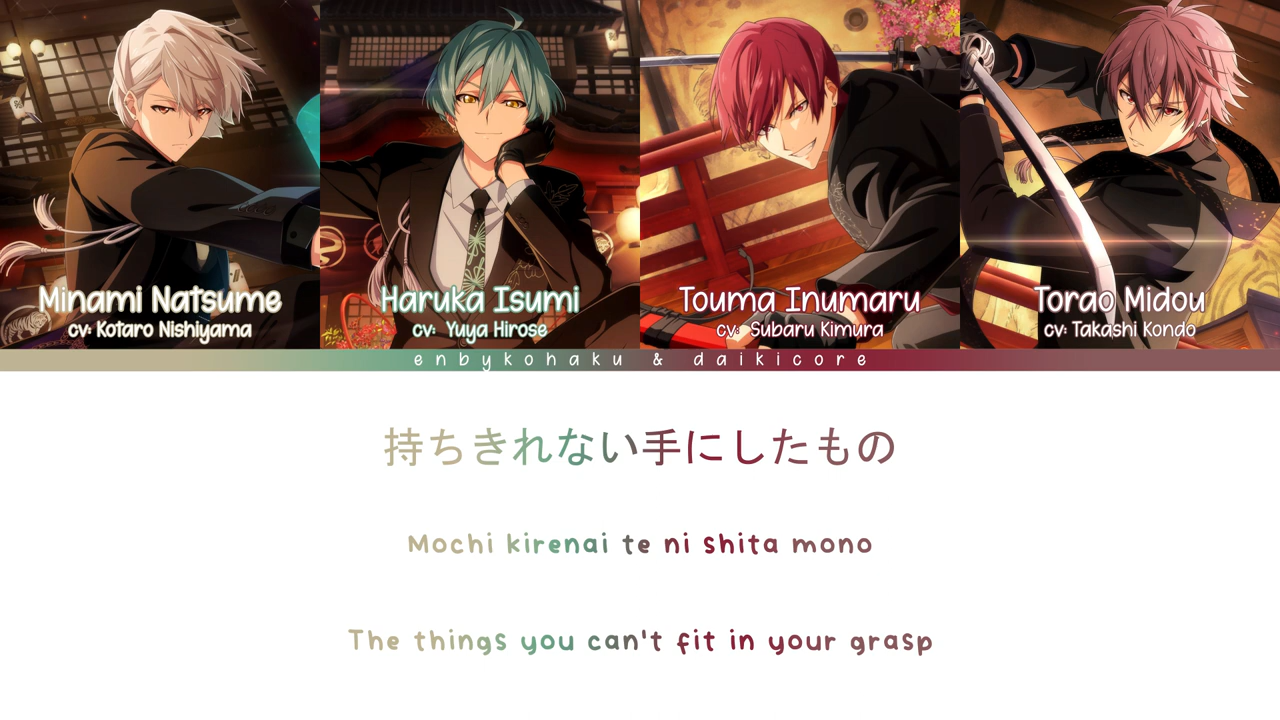 Minami Natsume
cv: Kotaro Nishiyama
Haruka Isumi
cv: Yuya Hirose
Touma Inumaru
cv: Subaru Kimura
Torao Midou
cv: Takashi Kondo
enbykohaku & daikicore
持ちきれない手にしたもの
Mochi kirenai te ni shita mono
The things you can't fit in your grasp